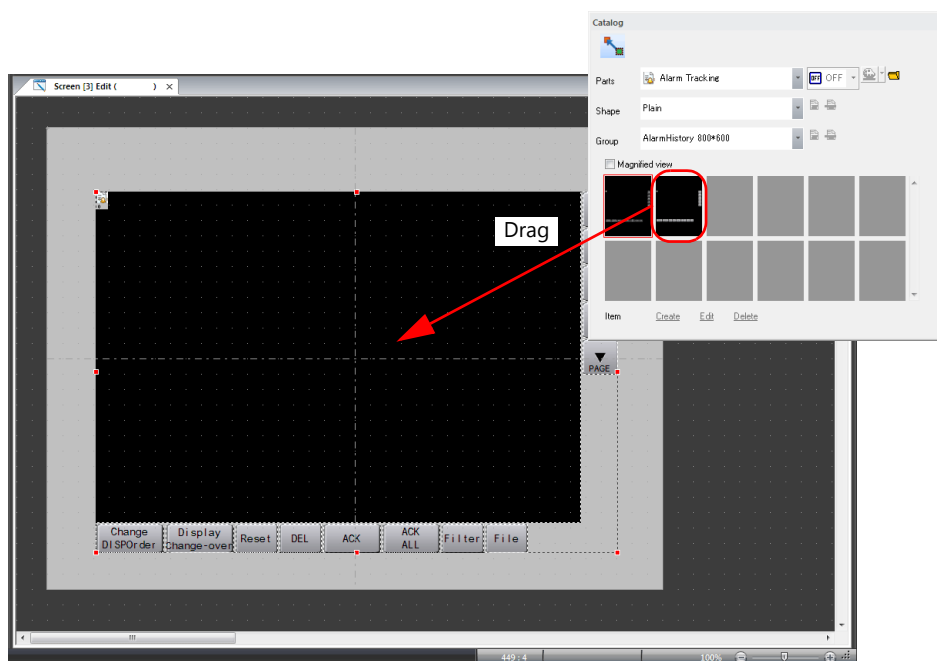 Catalog
Parts
Alarm Tracking
OFF
OFF
Shape
Plain
Group
AlarmHistory 800*600
Magnified view
Item
Create
Edit
Delete
Screen [3] Edit ( )
Drag
PAGE
Change
DISPOrder
Display
Change-over
Reset
DEL
ACK
ACK
ALL
Filter
File
449 : 4
100%